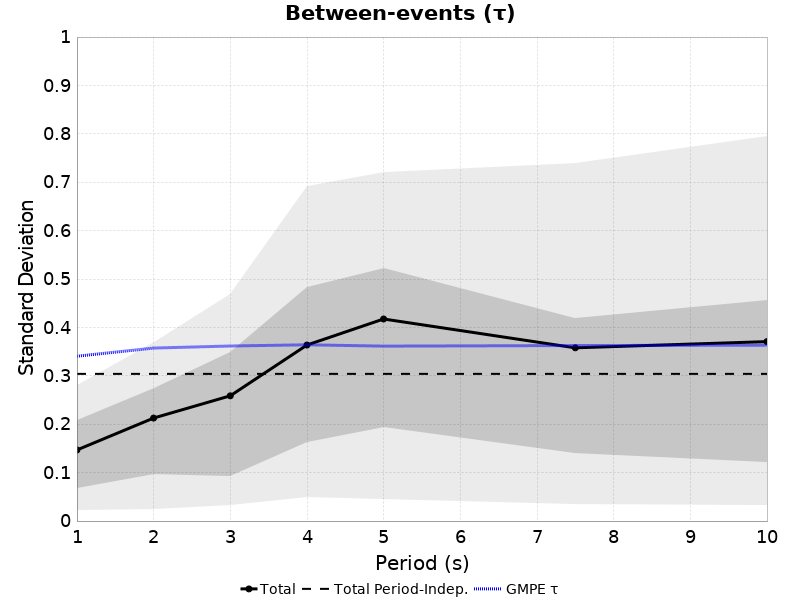 Between-events (τ)
Standard Deviation
1
0.9
0.8
0.7
0.6
0.5
0.4
0.3
0.2
0.1
0
1 2 3 4 5 6 7 8 9 10
Period (s)
Total Total Period-Indep. GMPE τ